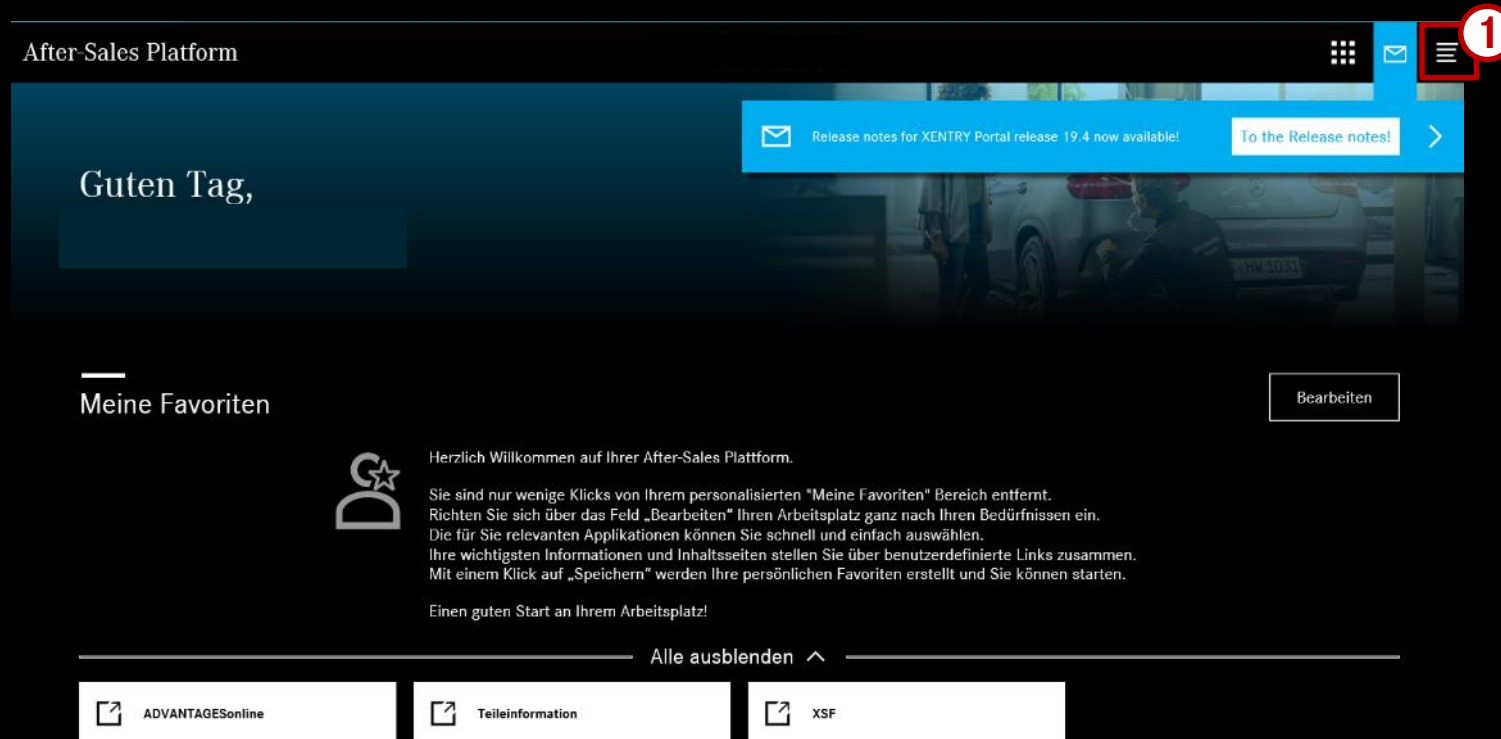 1
After-Sales Platform
Release notes for XENTRY Portal release 19.4 now available!
To the Release notes!
Guten Tag,
Meine Favoriten
Bearbeiten
Herzlich Willkommen auf Ihrer After-Sales Plattform.
Sie sind nur wenige Klicks von Ihrem personalisierten "Meine Favoriten" Bereich entfernt.
Richten Sie sich über das Feld „Bearbeiten“ Ihren Arbeitsplatz ganz nach Ihren Bedürfnissen ein.
Die für Sie relevanten Applikationen können Sie schnell und einfach auswählen.
Ihre wichtigsten Informationen und Inhaltsseiten stellen Sie über benutzerdefinierte Links zusammen.
Mit einem Klick auf „Speichern“ werden Ihre persönlichen Favoriten erstellt und Sie können starten.
Einen guten Start an Ihrem Arbeitsplatz!
Alle ausblenden
ADVANTAGESonline
Teileinformation
XSF